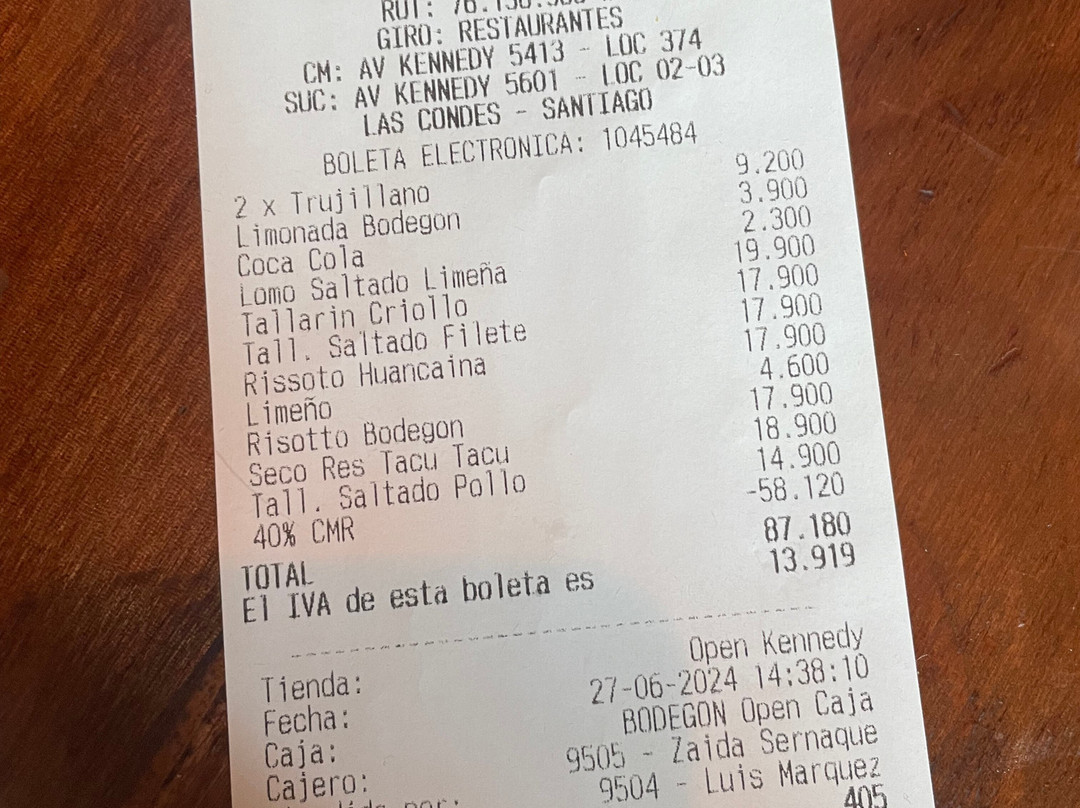 RUT: 76.
GIRO: RESTAURANTES
CM: AV KENNEDY 5413 - LOC 374
SUC: AV KENNEDY 5601 - LOC 02-03
LAS CONDES - SANTIAGO
BOLETA ELECTRONICA: 1045484
2 x Trujillano 9.200
Limonada Bodegon 3.900
Coca Cola 2.300
Lomo Saltado Limeña 19.900
Tallarin Criollo 17.900
Tall. Saltado Filete 17.900
Rissoto Huancaina 17.900
Limeño 4.600
Risotto Bodegon 17.900
Seco Res Tacu Tacu 18.900
Tall. Saltado Pollo 14.900
40% CMR -58.120
TOTAL 87.180
El IVA de esta boleta es 13.919
Tienda: Open Kennedy
Fecha: 27-06-2024 14:38:10
Caja: BODEGON Open Caja
Cajero: 9505 - Zaida Sernaque
por: 9504 - Luis Marquez
405